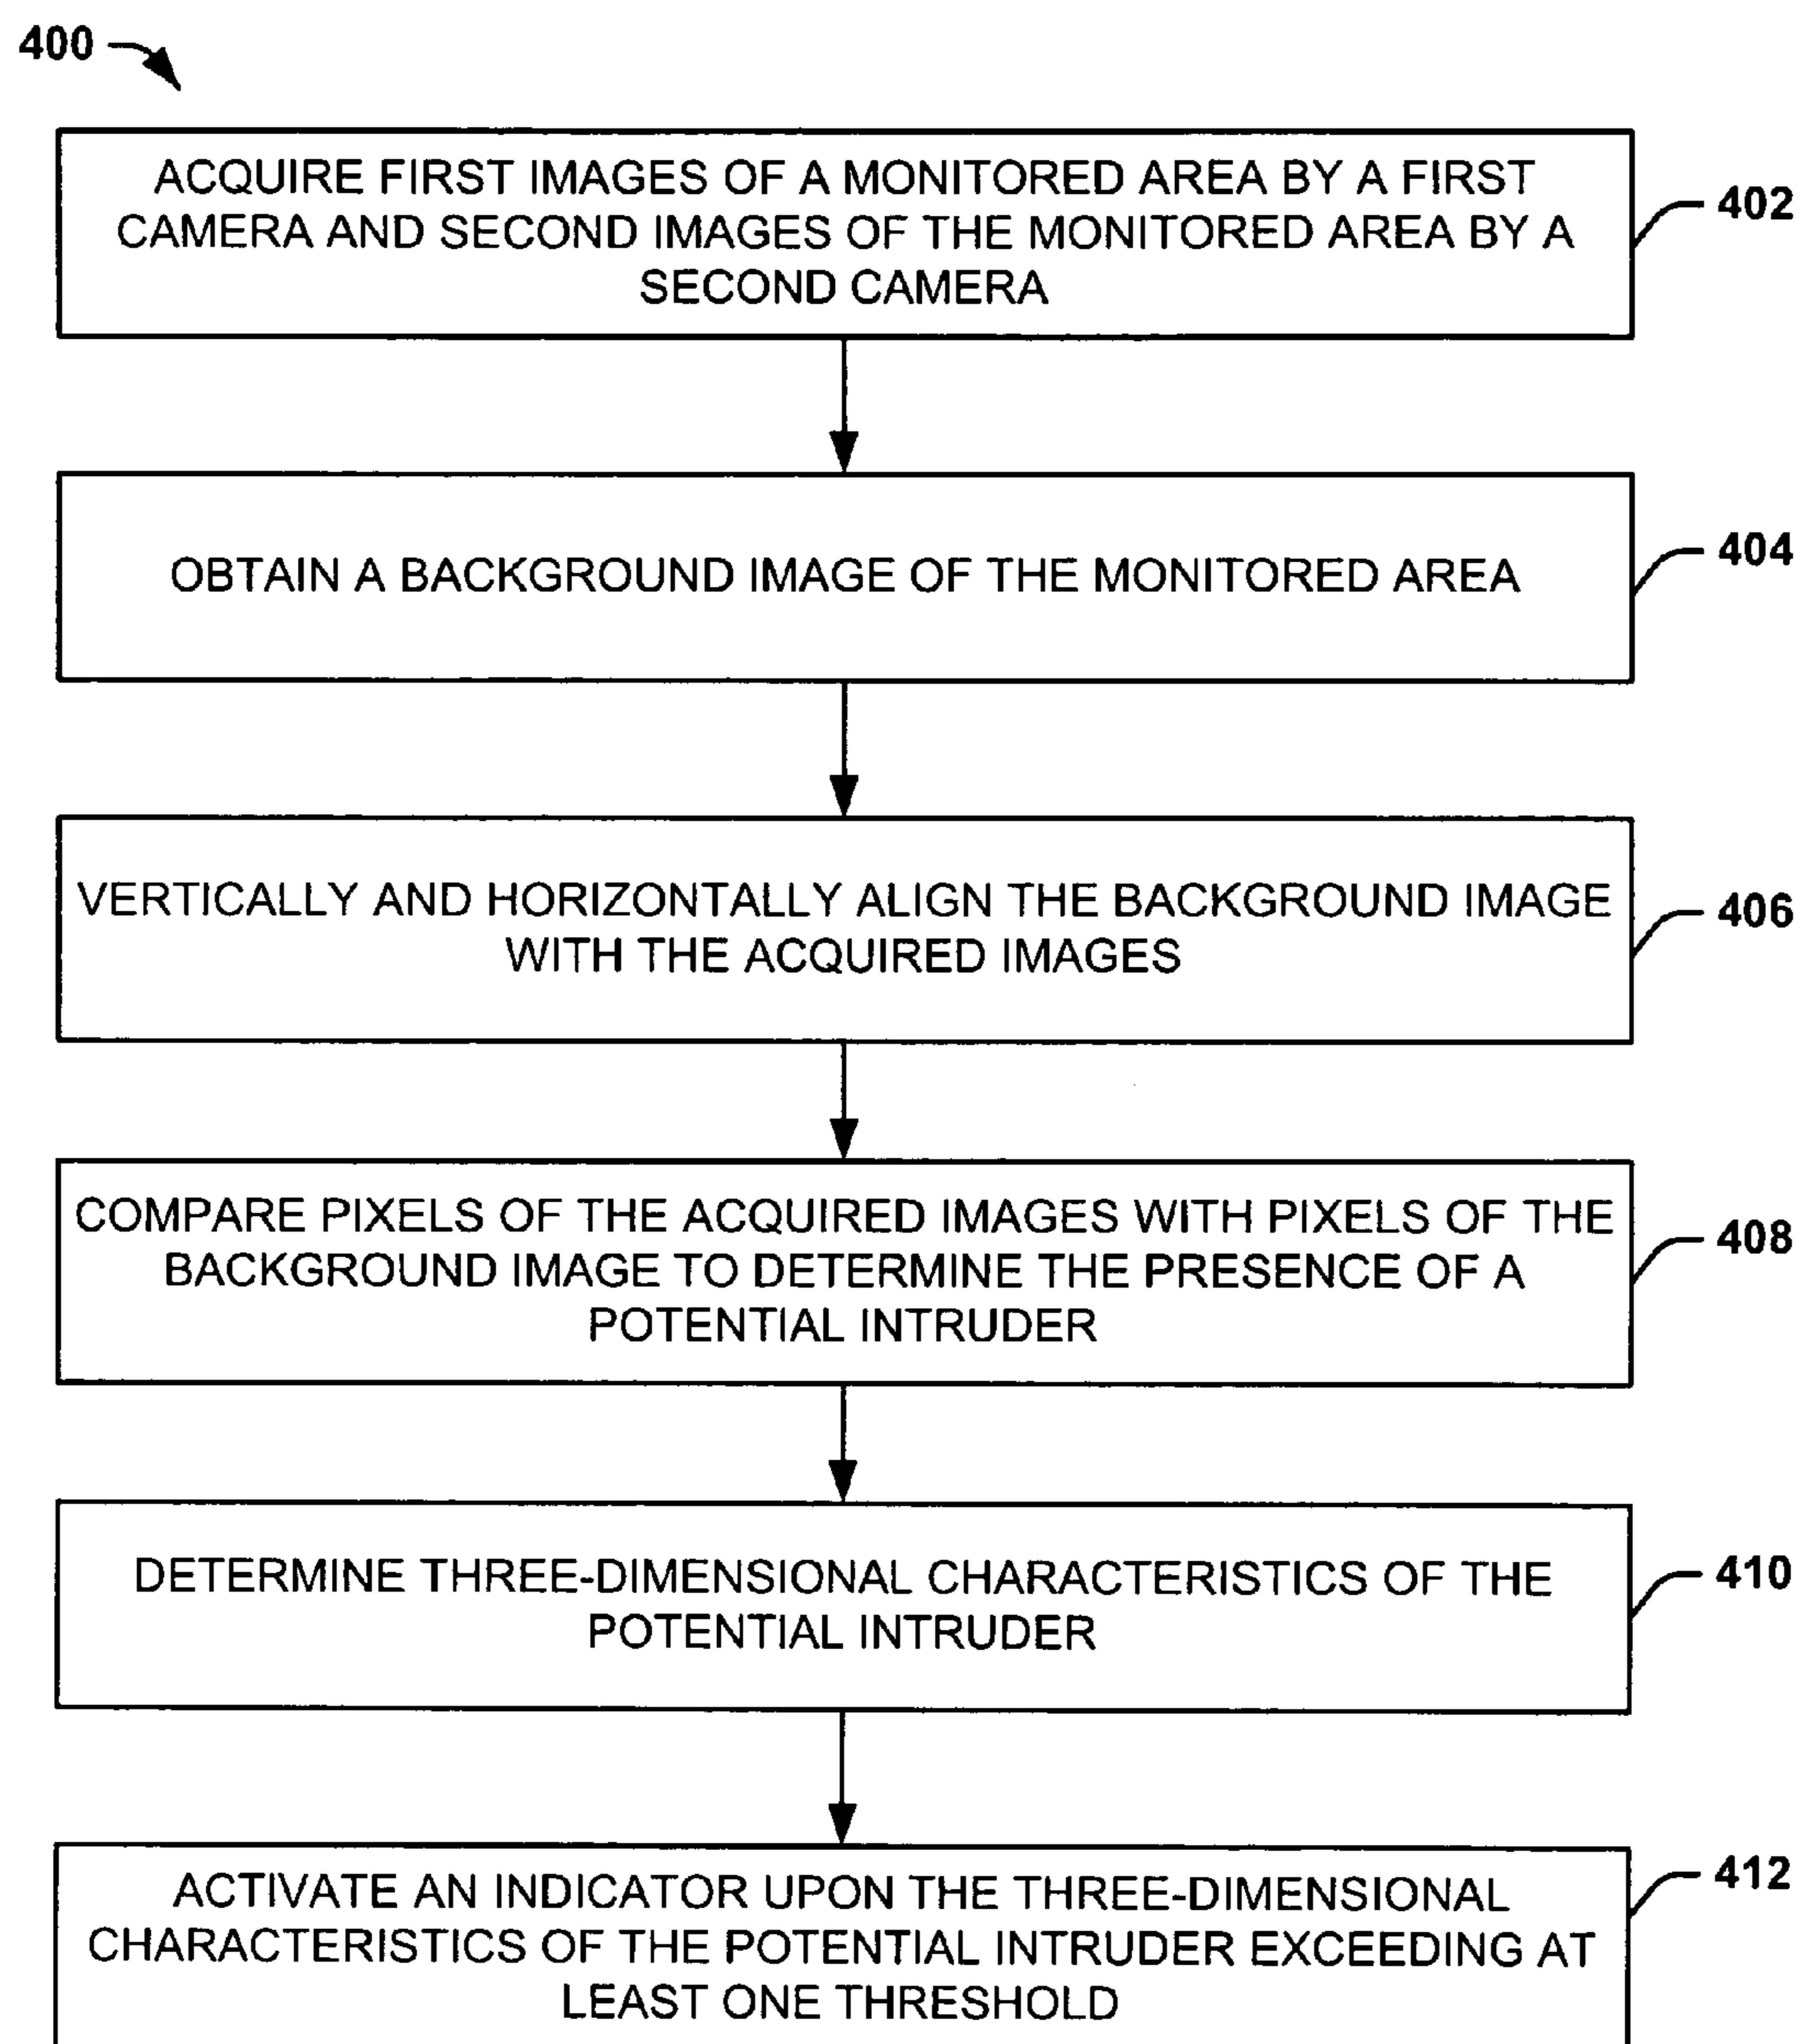 400
ACQUIRE FIRST IMAGES OF A MONITORED AREA BY A FIRST
CAMERA AND SECOND IMAGES OF THE MONITORED AREA BY A
SECOND CAMERA
402
OBTAIN A BACKGROUND IMAGE OF THE MONITORED AREA
404
VERTICALLY AND HORIZONTALLY ALIGN THE BACKGROUND IMAGE
WITH THE ACQUIRED IMAGES
406
COMPARE PIXELS OF THE ACQUIRED IMAGES WITH PIXELS OF THE
BACKGROUND IMAGE TO DETERMINE THE PRESENCE OF A
POTENTIAL INTRUDER
408
DETERMINE THREE-DIMENSIONAL CHARACTERISTICS OF THE
POTENTIAL INTRUDER
410
ACTIVATE AN INDICATOR UPON THE THREE-DIMENSIONAL
CHARACTERISTICS OF THE POTENTIAL INTRUDER EXCEEDING AT
LEAST ONE THRESHOLD
412